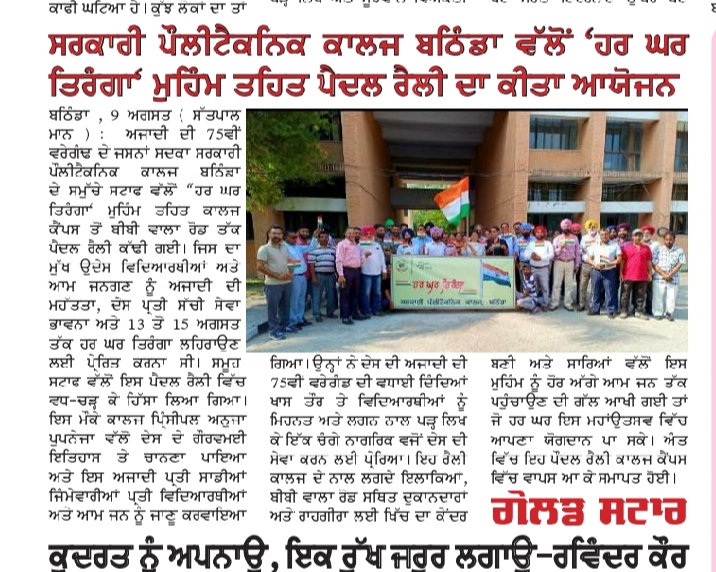 ਕਾਫੀ ਘਟਿਆ ਹੈ। ਕੁੱਝ ਲੋਕਾਂ ਦਾ ਤਾਂ
ਸਰਕਾਰੀ ਪੌਲੀਟੈਕਨਿਕ ਕਾਲਜ ਬਠਿੰਡਾ ਵੱਲੋਂ ‘ਹਰ ਘਰ
ਤਿਰੰਗਾ‘ ਮੁਹਿੰਮ ਤਹਿਤ ਪੈਦਲ ਰੈਲੀ ਦਾ ਕੀਤਾ ਆਯੋਜਨ
ਬਠਿੰਡਾ , 9 ਅਗਸਤ ( ਸੱਤਪਾਲ
ਮਾਨ ) : ਅਜਾਦੀ ਦੀ 75ਵੀਂ
ਵਰੇਗੰਢ ਦੇ ਜਸ਼ਨਾਂ ਸਦਕਾ ਸਰਕਾਰੀ
ਪੌਲੀਟੈਕਨਿਕ ਕਾਲਜ ਬਠਿੰਡਾ
ਦੇ ਸਮੁੱਚੇ ਸਟਾਫ ਵੱਲੋਂ “ਹਰ ਘਰ
ਤਿਰੰਗਾ‘ ਮੁਹਿੰਮ ਤਹਿਤ ਕਾਲਜ
ਕੈਂਪਸ ਤੋਂ ਬੀਬੀ ਵਾਲਾ ਰੋਡ ਤੱਕ
ਪੈਦਲ ਰੈਲੀ ਕੱਢੀ ਗਈ। ਜਿਸ ਦਾ
ਮੁੱਖ ਉਦੇਸ ਵਿਦਿਆਰਥੀਆਂ ਅਤੇ
ਆਮ ਜਨਗਣ ਨੂੰ ਅਜਾਦੀ ਦੀ
ਮਹੱਤਤਾ, ਦੇਸ ਪ੍ਰਤੀ ਸੱਚੀ ਸੇਵਾ
ਭਾਵਨਾ ਅਤੇ 13 ਤੋਂ 15 ਅਗਸਤ
ਤੱਕ ਹਰ ਘਰ ਤਿਰੰਗਾ ਲਹਿਰਾਉਣ
ਲਈ ਪ੍ਰੇਰਿਤ ਕਰਨਾ ਸੀ। ਸਮੂਹ
ਸਟਾਫ ਵੱਲੋਂ ਇਸ ਪੈਦਲ ਰੈਲੀ ਵਿੱਚ
ਵਧ-ਚੜ੍ਹ ਕੇ ਹਿੱਸਾ ਲਿਆ ਗਿਆ।
ਇਸ ਮੌਕੇ ਕਾਲਜ ਪ੍ਰਿੰਸੀਪਲ ਅਨੁਜਾ
ਪੁਪਨੇਜਾ ਵੱਲੋਂ ਦੇਸ ਦੇ ਗੌਰਵਮਈ
ਇਤਿਹਾਸ ਤੇ ਚਾਨਣਾ ਪਾਇਆ
ਅਤੇ ਇਸ ਅਜਾਦੀ ਪ੍ਰਤੀ ਸਾਡੀਆਂ
ਜਿੰਮੇਵਾਰੀਆਂ ਪ੍ਰਤੀ ਵਿਦਿਆਰਥੀਆਂ
ਅਤੇ ਆਮ ਜਨ ਨੂੰ ਜਾਣੂ ਕਰਵਾਇਆ
ਹਰ ਘਰ ਤਿਰੰਗਾ
ਸਰਕਾਰੀ ਪੌਲੀਟੈਕਨਿਕ ਕਾਲਜ, ਬਠਿੰਡਾ
ਗਿਆ। ਉਨ੍ਹਾਂ ਨੇ ਦੇਸ ਦੀ ਅਜਾਦੀ ਦੀ
75ਵੀਂ ਵਰੇਗੰਢ ਦੀ ਵਧਾਈ ਦਿੰਦਿਆਂ
ਖਾਸ ਤੌਰ ਤੇ ਵਿਦਿਆਰਥੀਆਂ ਨੂੰ
ਮਿਹਨਤ ਅਤੇ ਲਗਨ ਨਾਲ ਪੜ੍ਹ ਲਿਖ
ਕੇ ਇੱਕ ਚੰਗੇ ਨਾਗਰਿਕ ਵਜੋਂ ਦੇਸ ਦੀ
ਸੇਵਾ ਕਰਨ ਲਈ ਪ੍ਰੇਰਿਆ। ਇਹ ਰੈਲੀ
ਕਾਲਜ ਦੇ ਨਾਲ ਲਗਦੇ ਇਲਾਕਿਆਂ,
ਬੀਬੀ ਵਾਲਾ ਰੋਡ ਸਥਿਤ ਦੁਕਾਨਦਾਰਾਂ
ਅਤੇ ਰਾਹਗੀਰਾ ਲਈ ਖਿੱਚ ਦਾ ਕੇਂਦਰ
ਬਣੀ ਅਤੇ ਸਾਰਿਆਂ ਵੱਲੋਂ ਇਸ
ਮੁਹਿੰਮ ਨੂੰ ਹੋਰ ਅੱਗੇ ਆਮ ਜਨ ਤੱਕ
ਪਹੁੰਚਾਉਣ ਦੀ ਗੱਲ ਆਖੀ ਗਈ ਤਾਂ
ਜੋ ਹਰ ਘਰ ਇਸ ਮਹਾਂਉਤਸਵ ਵਿੱਚ
ਆਪਣਾ ਯੋਗਦਾਨ ਪਾ ਸਕੇ। ਅੰਤ
ਵਿੱਚ ਇਹ ਪੌਦਲ ਰੈਲੀ ਕਾਲਜ ਕੈਂਪਸ
ਵਿੱਚ ਵਾਪਸ ਆ ਕੇ ਸਮਾਪਤ ਹੋਈ।
ਗੋਲਡ ਸਟਾਰ
ਕੁਦਰਤ ਨੂੰ ਅਪਨਾਉ, ਇਕ ਰੁੱਖ ਜਰੂਰ ਲਗਾਉ-ਰਵਿੰਦਰ ਕੌਰ